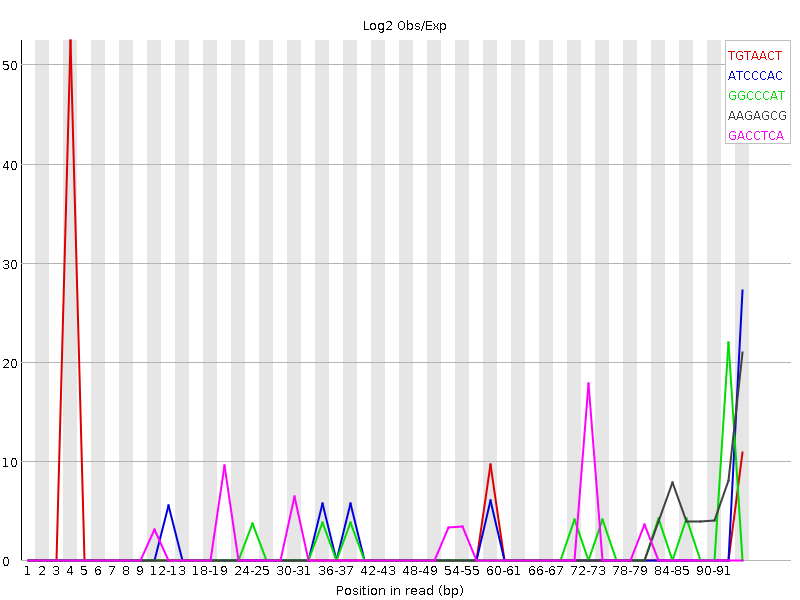 Log2 Obs/Exp
TGTAACT
ATCCCAC
GGCCCAT
AAGAGCG
GACCTCA
50
40
30
20
10
0
1 2 3 4 5 6 7 8 9 12-13 18-19 24-25 30-31 36-37 42-43 48-49 54-55 60-61 66-67 72-73 78-79 84-85 90-91
Position in read (bp)